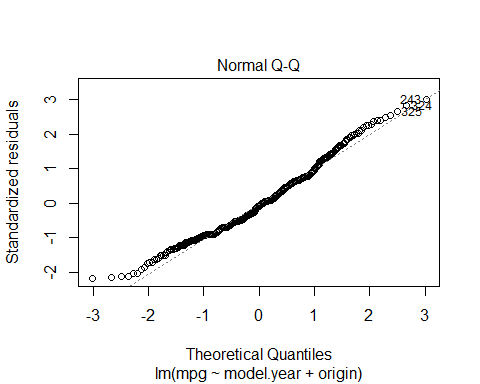 Normal Q-Q
Standardized residuals
3
2
1
0
-1
-2
243
324
325
-3 -2 -1 0 1 2 3
Theoretical Quantiles
lm(mpg ~ model.year + origin)